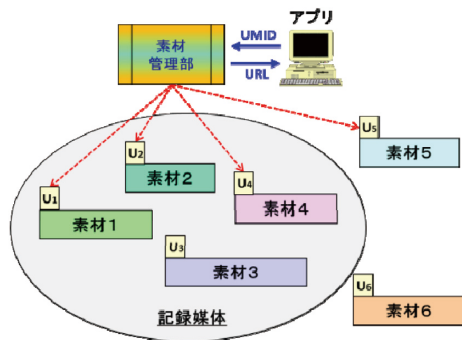 アプリ
素材
管理部
UMID
URL
U5
素材5
U2
素材2
U4
素材4
U1
素材1
U3
素材3
U6
素材6
記録媒体